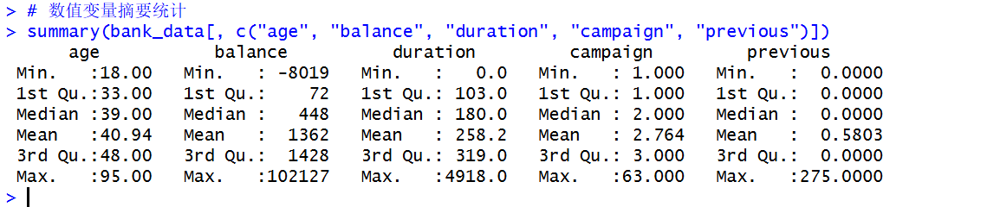 > # 数值变量摘要统计
> summary(bank_data[, c("age", "balance", "duration", "campaign", "previous")])
      age           balance          duration         campaign         previous
 Min.   :18.00   Min.   : -8019   Min.   :   0.0   Min.   : 1.000   Min.   :  0.0000
 1st Qu.:33.00   1st Qu.:    72   1st Qu.: 103.0   1st Qu.: 1.000   1st Qu.:  0.0000
 Median :39.00   Median :   448   Median : 180.0   Median : 2.000   Median :  0.0000
 Mean   :40.94   Mean   :  1362   Mean   : 258.2   Mean   : 2.764   Mean   :  0.5803
 3rd Qu.:48.00   3rd Qu.:  1428   3rd Qu.: 319.0   3rd Qu.: 3.000   3rd Qu.:  0.0000
 Max.   :95.00   Max.   :102127   Max.   :4918.0   Max.   :63.000   Max.   :275.0000
>